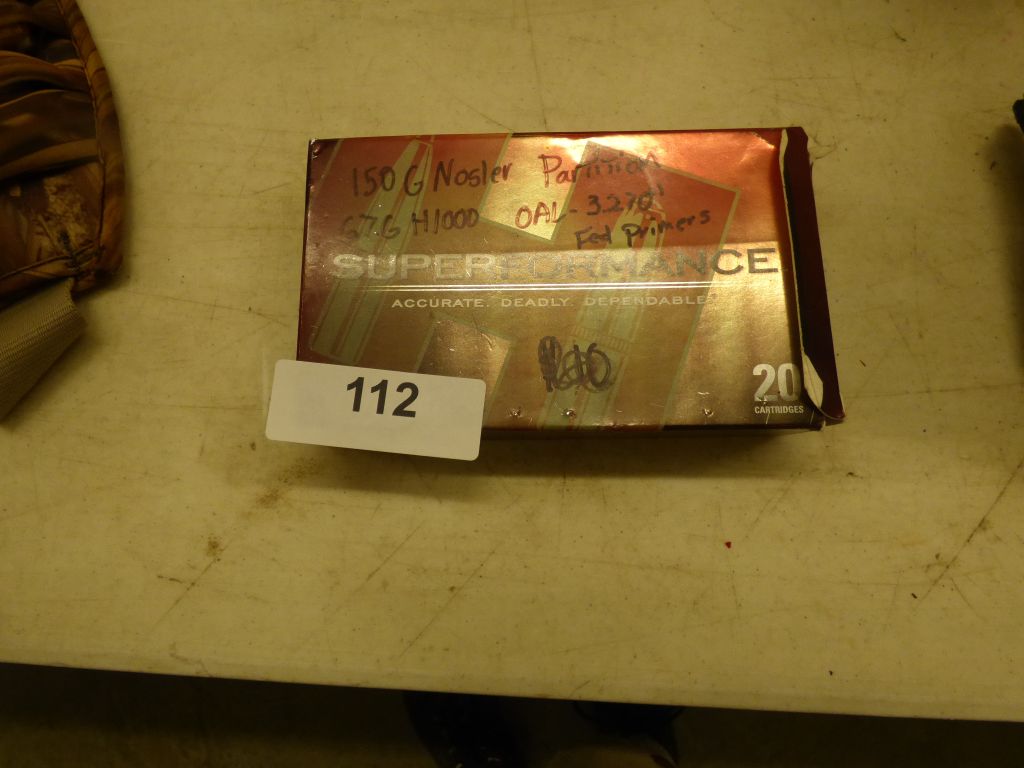 150 G Nosler Partition
67.G H1000 OAL - 3.270"
Fed Primers
SUPERFORMANCE
ACCURATE. DEADLY. DEPENDABLE.
112
20
CARTRIDGES